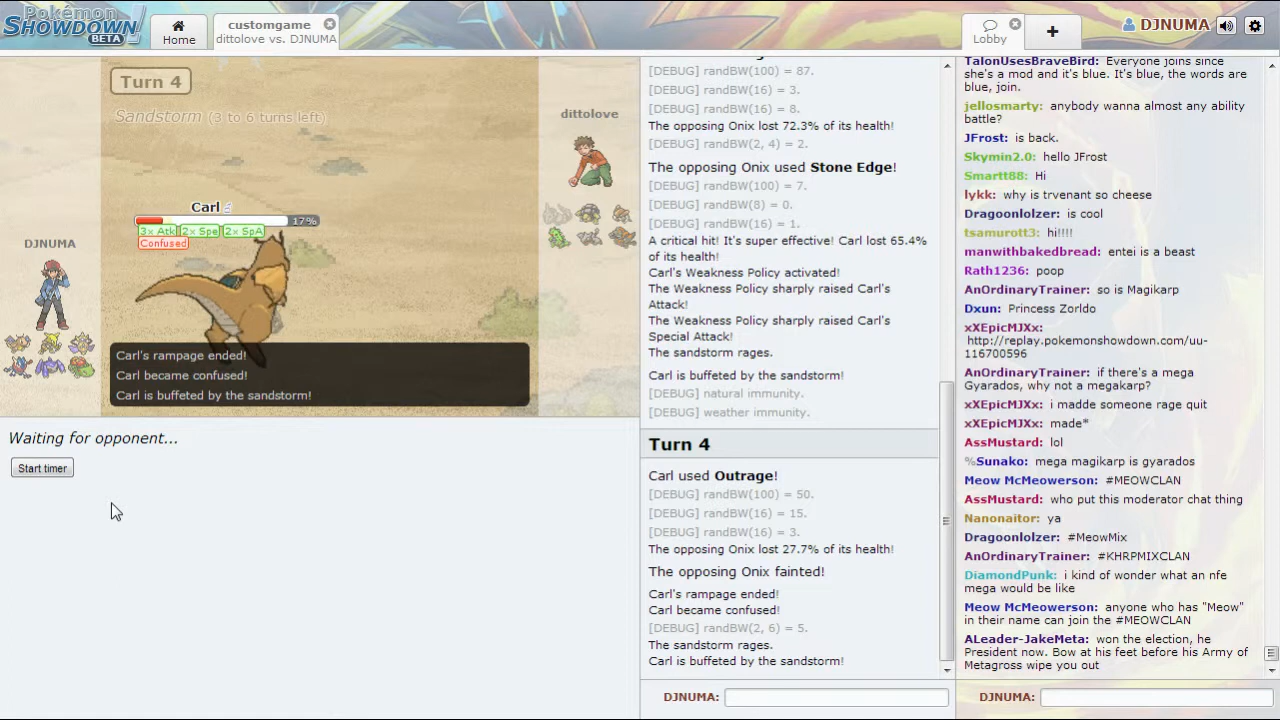 Pokémon
SHOWDOWN!
BETA
Home
customgame
dittolove vs. DJNUMA
Lobby
+
DJNUMA
Turn 4
Sandstorm (3 to 6 turns left)
dittolove
Carl
17%
3× Atk 2× Spe 2× SpA
Confused
DJNUMA
Carl's rampage ended!
Carl became confused!
Carl is buffeted by the sandstorm!
Waiting for opponent...
Start timer
[DEBUG] randBW(100) = 87.
[DEBUG] randBW(16) = 3.
[DEBUG] randBW(16) = 8.
The opposing Onix lost 72.3% of its health!
[DEBUG] randBW(2, 4) = 2.
The opposing Onix used Stone Edge!
[DEBUG] randBW(100) = 7.
[DEBUG] randBW(8) = 0.
[DEBUG] randBW(16) = 1.
A critical hit! It's super effective! Carl lost 65.4%
of its health!
Carl's Weakness Policy activated!
The Weakness Policy sharply raised Carl's
Attack!
The Weakness Policy sharply raised Carl's
Special Attack!
The sandstorm rages.
Carl is buffeted by the sandstorm!
[DEBUG] natural immunity.
[DEBUG] weather immunity.
Turn 4
Carl used Outrage!
[DEBUG] randBW(100) = 50.
[DEBUG] randBW(16) = 15.
[DEBUG] randBW(16) = 3.
The opposing Onix lost 27.7% of its health!
The opposing Onix fainted!
Carl's rampage ended!
Carl became confused!
[DEBUG] randBW(2, 6) = 5.
The sandstorm rages.
Carl is buffeted by the sandstorm!
DJNUMA:
TalonUsesBraveBird: Everyone joins since
she's a mod and it's blue. It's blue, the words are
blue, join.
jellosmarty: anybody wanna almost any ability
battle?
JFrost: is back.
Skymin2.0: hello JFrost
Smartt88: Hi
lykk: why is trvenant so cheese
Dragoonlolzer: is cool
tsamurott3: hi!!!!
manwithbakedbread: entei is a beast
Rath1236: poop
AnOrdinaryTrainer: so is Magikarp
Dxun: Princess Zorldo
xXEpicMJXx:
http://replay.pokemonshowdown.com/uu-
116700596
AnOrdinaryTrainer: if there's a mega
Gyarados, why not a megakarp?
xXEpicMJXx: i madde someone rage quit
xXEpicMJXx: made*
AssMustard: lol
%Sunako: mega magikarp is gyarados
Meow McMeowerson: #MEOWCLAN
AssMustard: who put this moderator chat thing
Nanonaitor: ya
Dragoonlolzer: #MeowMix
AnOrdinaryTrainer: #KHRPMIXCLAN
DiamondPunk: i kind of wonder what an nfe
mega would be like
Meow McMeowerson: anyone who has "Meow"
in their name can join the #MEOWCLAN
ALeader-JakeMeta: won the election, he
President now. Bow at his feet before his Army of
Metagross wipe you out
DJNUMA: